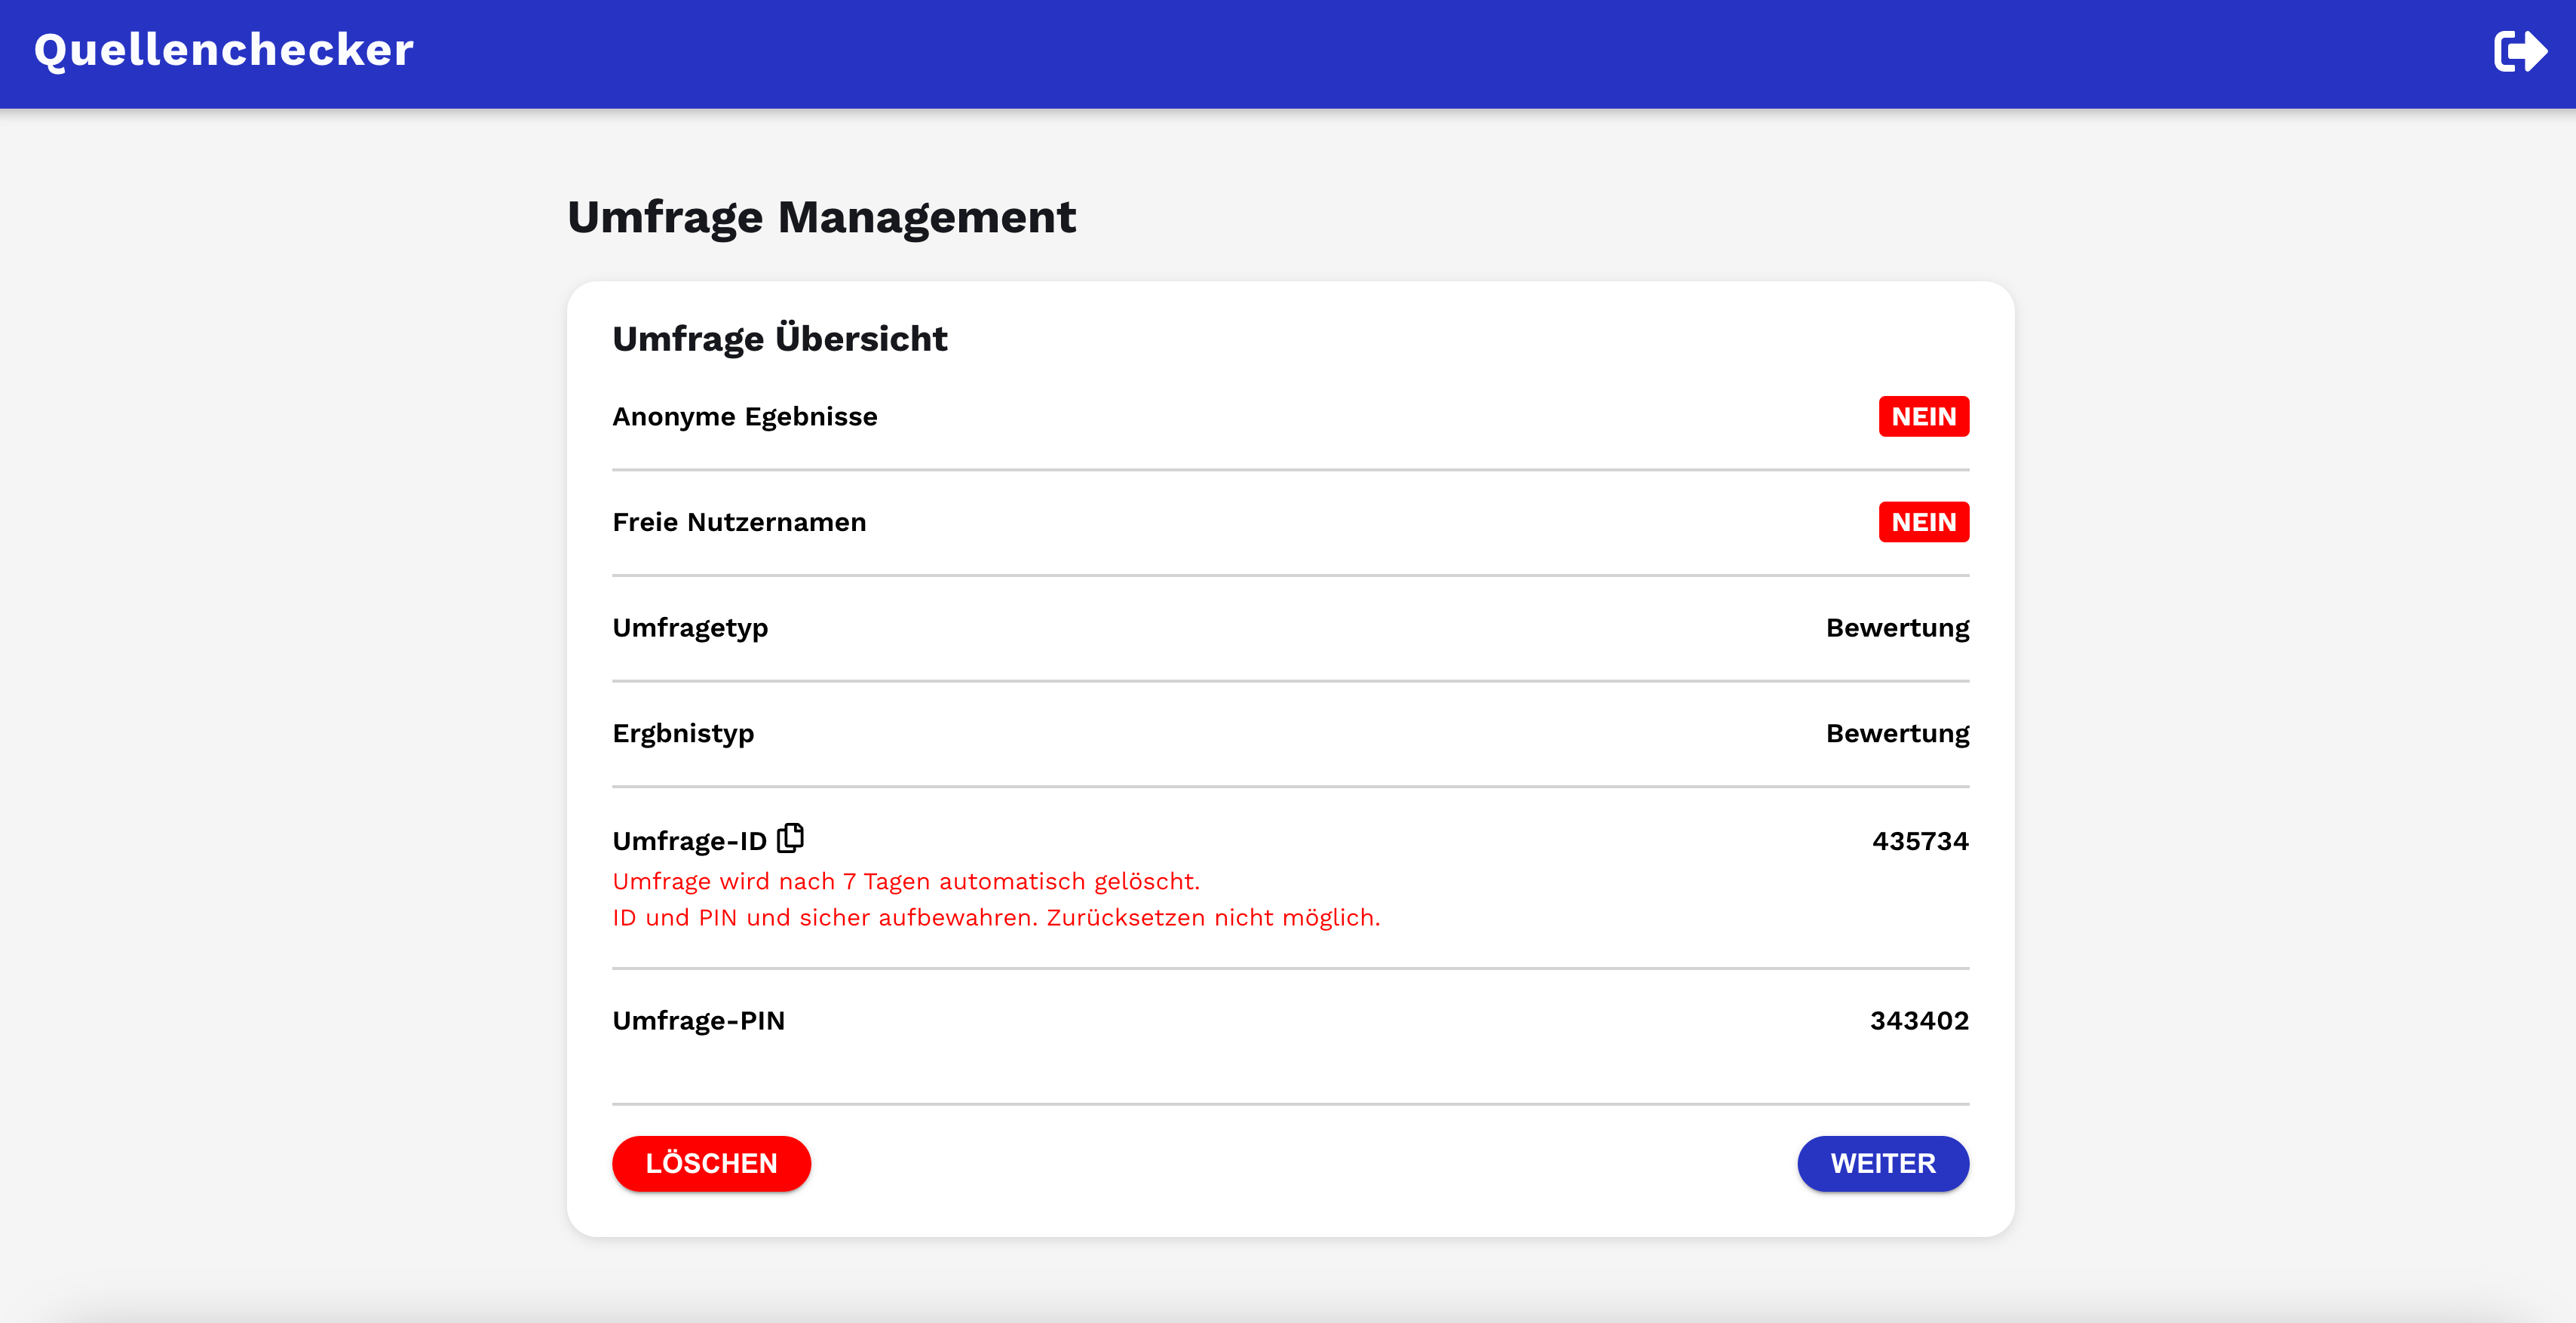 Quellenchecker
Umfrage Management
Umfrage Übersicht
Anonyme Egebnisse NEIN
Freie Nutzernamen NEIN
Umfragetyp Bewertung
Ergbnistyp Bewertung
Umfrage-ID 435734
Umfrage wird nach 7 Tagen automatisch gelöscht.
ID und PIN und sicher aufbewahren. Zurücksetzen nicht möglich.
Umfrage-PIN 343402
LÖSCHEN WEITER